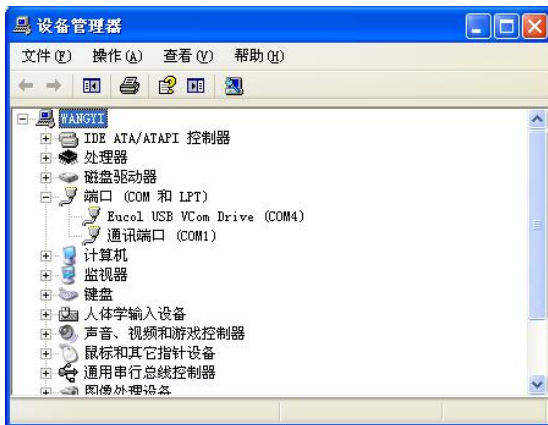 设备管理器
文件(F) 操作(A) 查看(V) 帮助(H)
WANGYI
IDE ATA/ATAPI 控制器
处理器
磁盘驱动器
端口 (COM 和 LPT)
Eucol USB VCom Drive (COM4)
通讯端口 (COM1)
计算机
监视器
键盘
人体学输入设备
声音、视频和游戏控制器
鼠标和其它指针设备
通用串行总线控制器
图像处理设备